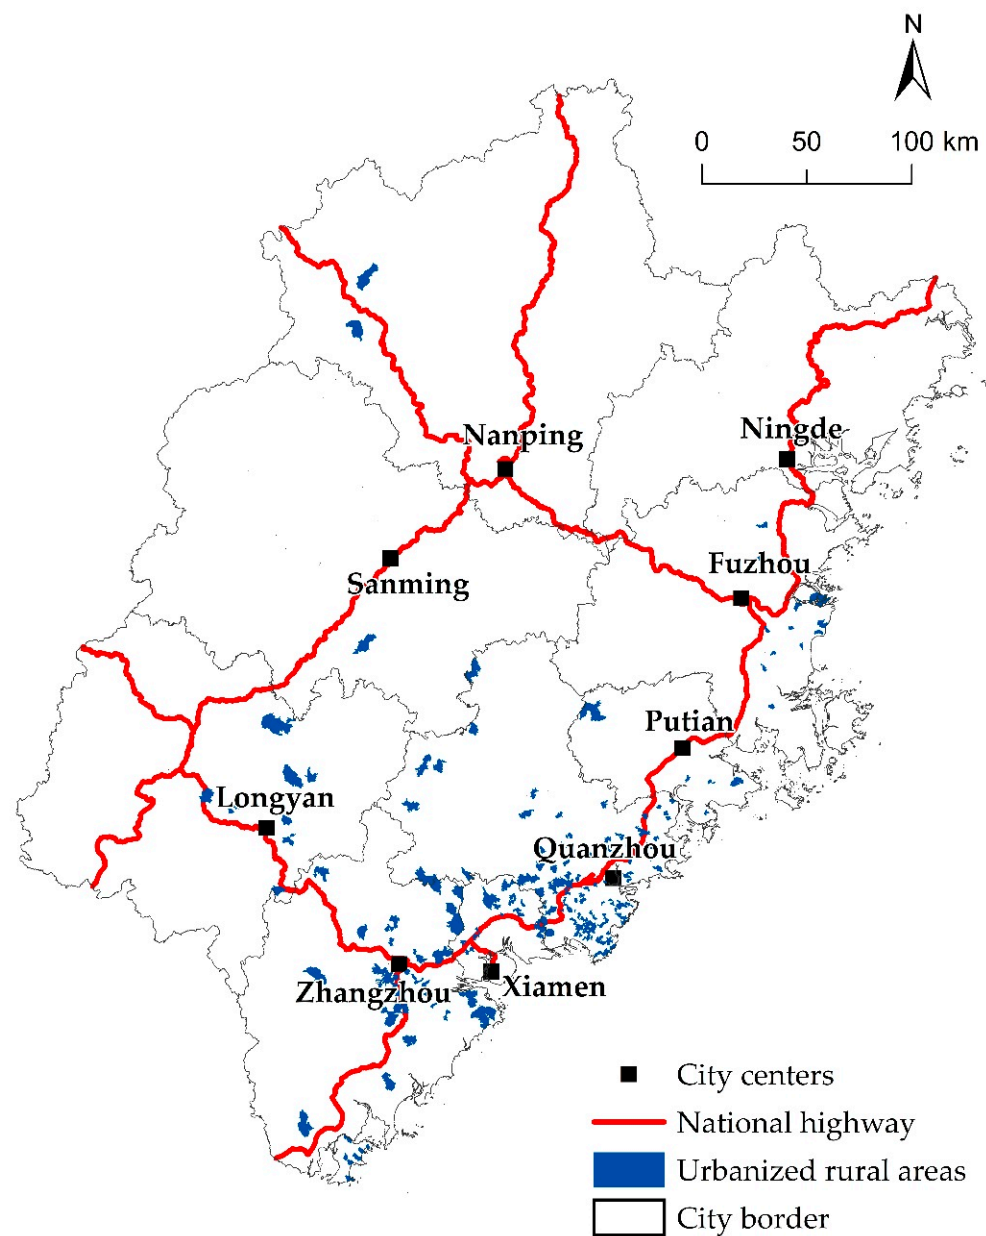 N
0 50 100 km
Nanping
Ningde
Fuzhou
Sanming
Putian
Longyan
Quanzhou
Zhangzhou
Xiamen
City centers
National highway
Urbanized rural areas
City border